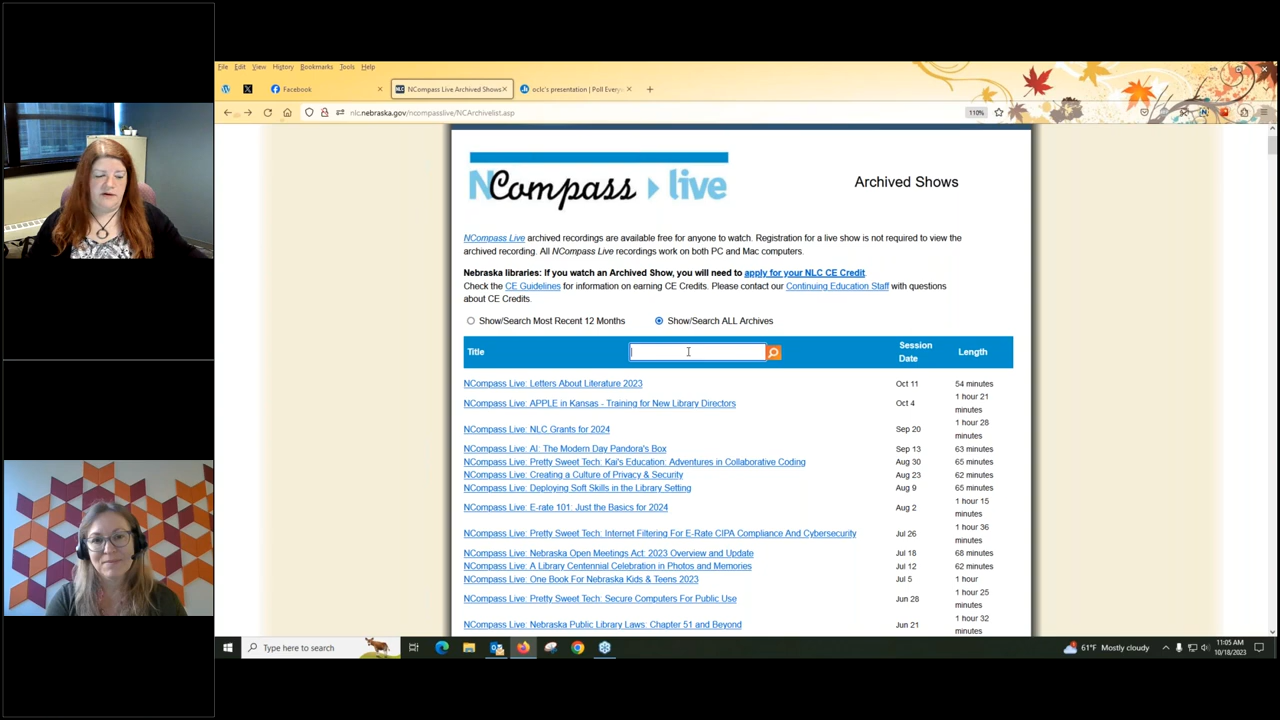 File Edit View History Bookmarks Tools Help
Facebook
NCompass Live Archived Shows
oclc's presentation | Poll Every
nlc.nebraska.gov/ncompasslive/NCArchivelist.asp
110%
NCompass live
Archived Shows
NCompass Live archived recordings are available free for anyone to watch. Registration for a live show is not required to view the
archived recording. All NCompass Live recordings work on both PC and Mac computers.
Nebraska libraries: If you watch an Archived Show, you will need to apply for your NLC CE Credit.
Check the CE Guidelines for information on earning CE Credits. Please contact our Continuing Education Staff with questions
about CE Credits.
Show/Search Most Recent 12 Months Show/Search ALL Archives
Title
Session
Date
Length
NCompass Live: Letters About Literature 2023 Oct 11 54 minutes
NCompass Live: APPLE in Kansas - Training for New Library Directors Oct 4 1 hour 21
minutes
NCompass Live: NLC Grants for 2024 Sep 20 1 hour 28
minutes
NCompass Live: AI: The Modern Day Pandora's Box Sep 13 63 minutes
NCompass Live: Pretty Sweet Tech: Kai's Education: Adventures in Collaborative Coding Aug 30 65 minutes
NCompass Live: Creating a Culture of Privacy & Security Aug 23 62 minutes
NCompass Live: Deploying Soft Skills in the Library Setting Aug 9 65 minutes
NCompass Live: E-rate 101: Just the Basics for 2024 Aug 2 1 hour 15
minutes
NCompass Live: Pretty Sweet Tech: Internet Filtering For E-Rate CIPA Compliance And Cybersecurity Jul 26 1 hour 36
minutes
NCompass Live: Nebraska Open Meetings Act: 2023 Overview and Update Jul 18 68 minutes
NCompass Live: A Library Centennial Celebration in Photos and Memories Jul 12 62 minutes
NCompass Live: One Book For Nebraska Kids & Teens 2023 Jul 5 1 hour
NCompass Live: Pretty Sweet Tech: Secure Computers For Public Use Jun 28 1 hour 25
minutes
NCompass Live: Nebraska Public Library Laws: Chapter 51 and Beyond Jun 21 1 hour 32
minutes
Type here to search
61°F Mostly cloudy
11:05 AM
10/18/2023